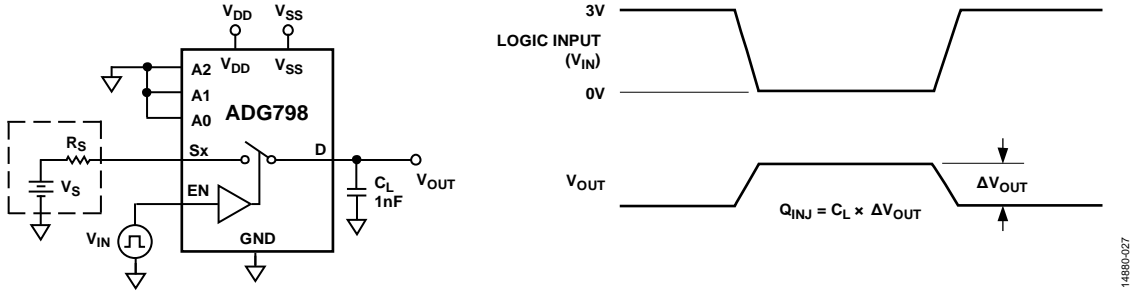 V_DD V_SS
V_DD V_SS
A2
A1
A0
ADG798
R_S
Sx
D
V_S
EN
C_L
1nF
V_OUT
V_IN
GND
3V
LOGIC INPUT
(V_IN)
0V
V_OUT
ΔV_OUT
Q_INJ = C_L × ΔV_OUT
14880-027